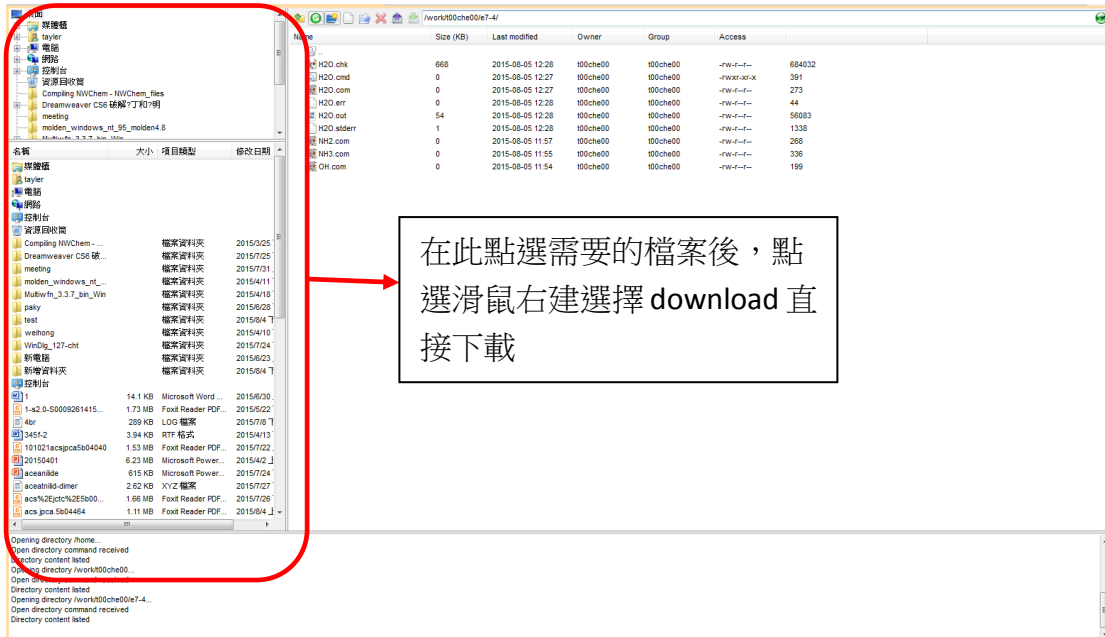 桌面
媒體櫃
tayler
電腦
網路
控制台
資源回收筒
Compiling NWChem - NWChem_files
Dreamweaver CS6 破解?丁和?明
meeting
molden_windows_nt_95_molden4.8
Multiwfn_3.3.7_bin_Win
名稱 大小 項目類型 修改日期
媒體櫃
tayler
電腦
網路
控制台
資源回收筒
Compiling NWChem - ... 檔案資料夾 2015/3/25
Dreamweaver CS6 破... 檔案資料夾 2015/7/25
meeting 檔案資料夾 2015/7/31
molden_windows_nt_... 檔案資料夾 2015/4/11
Multiwfn_3.3.7_bin_Win 檔案資料夾 2015/4/18
paky 檔案資料夾 2015/6/28
test 檔案資料夾 2015/8/4 下
weihong 檔案資料夾 2015/4/10
WinDlg_127-cht 檔案資料夾 2015/7/24
新電腦 檔案資料夾 2015/6/23
新增資料夾 檔案資料夾 2015/8/4 下
控制台
1 14.1 KB Microsoft Word ... 2015/6/30
1-s2.0-S0009261415... 1.73 MB Foxit Reader PDF... 2015/5/22
4br 289 KB LOG 檔案 2015/7/8 下
345f-2 3.94 KB RTF 格式 2015/4/13
101021acsjpca5b04040 1.53 MB Foxit Reader PDF... 2015/7/22
20150401 6.23 MB Microsoft Power... 2015/4/2 上
aceanilide 615 KB Microsoft Power... 2015/7/24
aceatnilid-dimer 2.62 KB XYZ 檔案 2015/7/27
acs%2Ejctc%2E5b00... 1.66 MB Foxit Reader PDF... 2015/7/26
acs.jpca.5b04464 1.11 MB Foxit Reader PDF... 2015/8/4 上
/work/t00che00/e7-4/
Name Size (KB) Last modified Owner Group Access
..
H2O.chk 668 2015-08-05 12:28 t00che00 t00che00 -rw-r--r-- 684032
H2O.cmd 0 2015-08-05 12:27 t00che00 t00che00 -rwxr-xr-x 391
H2O.com 0 2015-08-05 12:27 t00che00 t00che00 -rw-r--r-- 273
H2O.err 0 2015-08-05 12:28 t00che00 t00che00 -rw-r--r-- 44
H2O.out 54 2015-08-05 12:28 t00che00 t00che00 -rw-r--r-- 56083
H2O.stderr 1 2015-08-05 12:28 t00che00 t00che00 -rw-r--r-- 1338
NH2.com 0 2015-08-05 11:57 t00che00 t00che00 -rw-r--r-- 268
NH3.com 0 2015-08-05 11:55 t00che00 t00che00 -rw-r--r-- 336
OH.com 0 2015-08-05 11:54 t00che00 t00che00 -rw-r--r-- 199
在此點選需要的檔案後，點
選滑鼠右建選擇 download 直
接下載
Opening directory /home...
Open directory command received
Directory content listed
Opening directory /work/t00che00...
Open directory command received
Directory content listed
Opening directory /work/t00che00/e7-4...
Open directory command received
Directory content listed